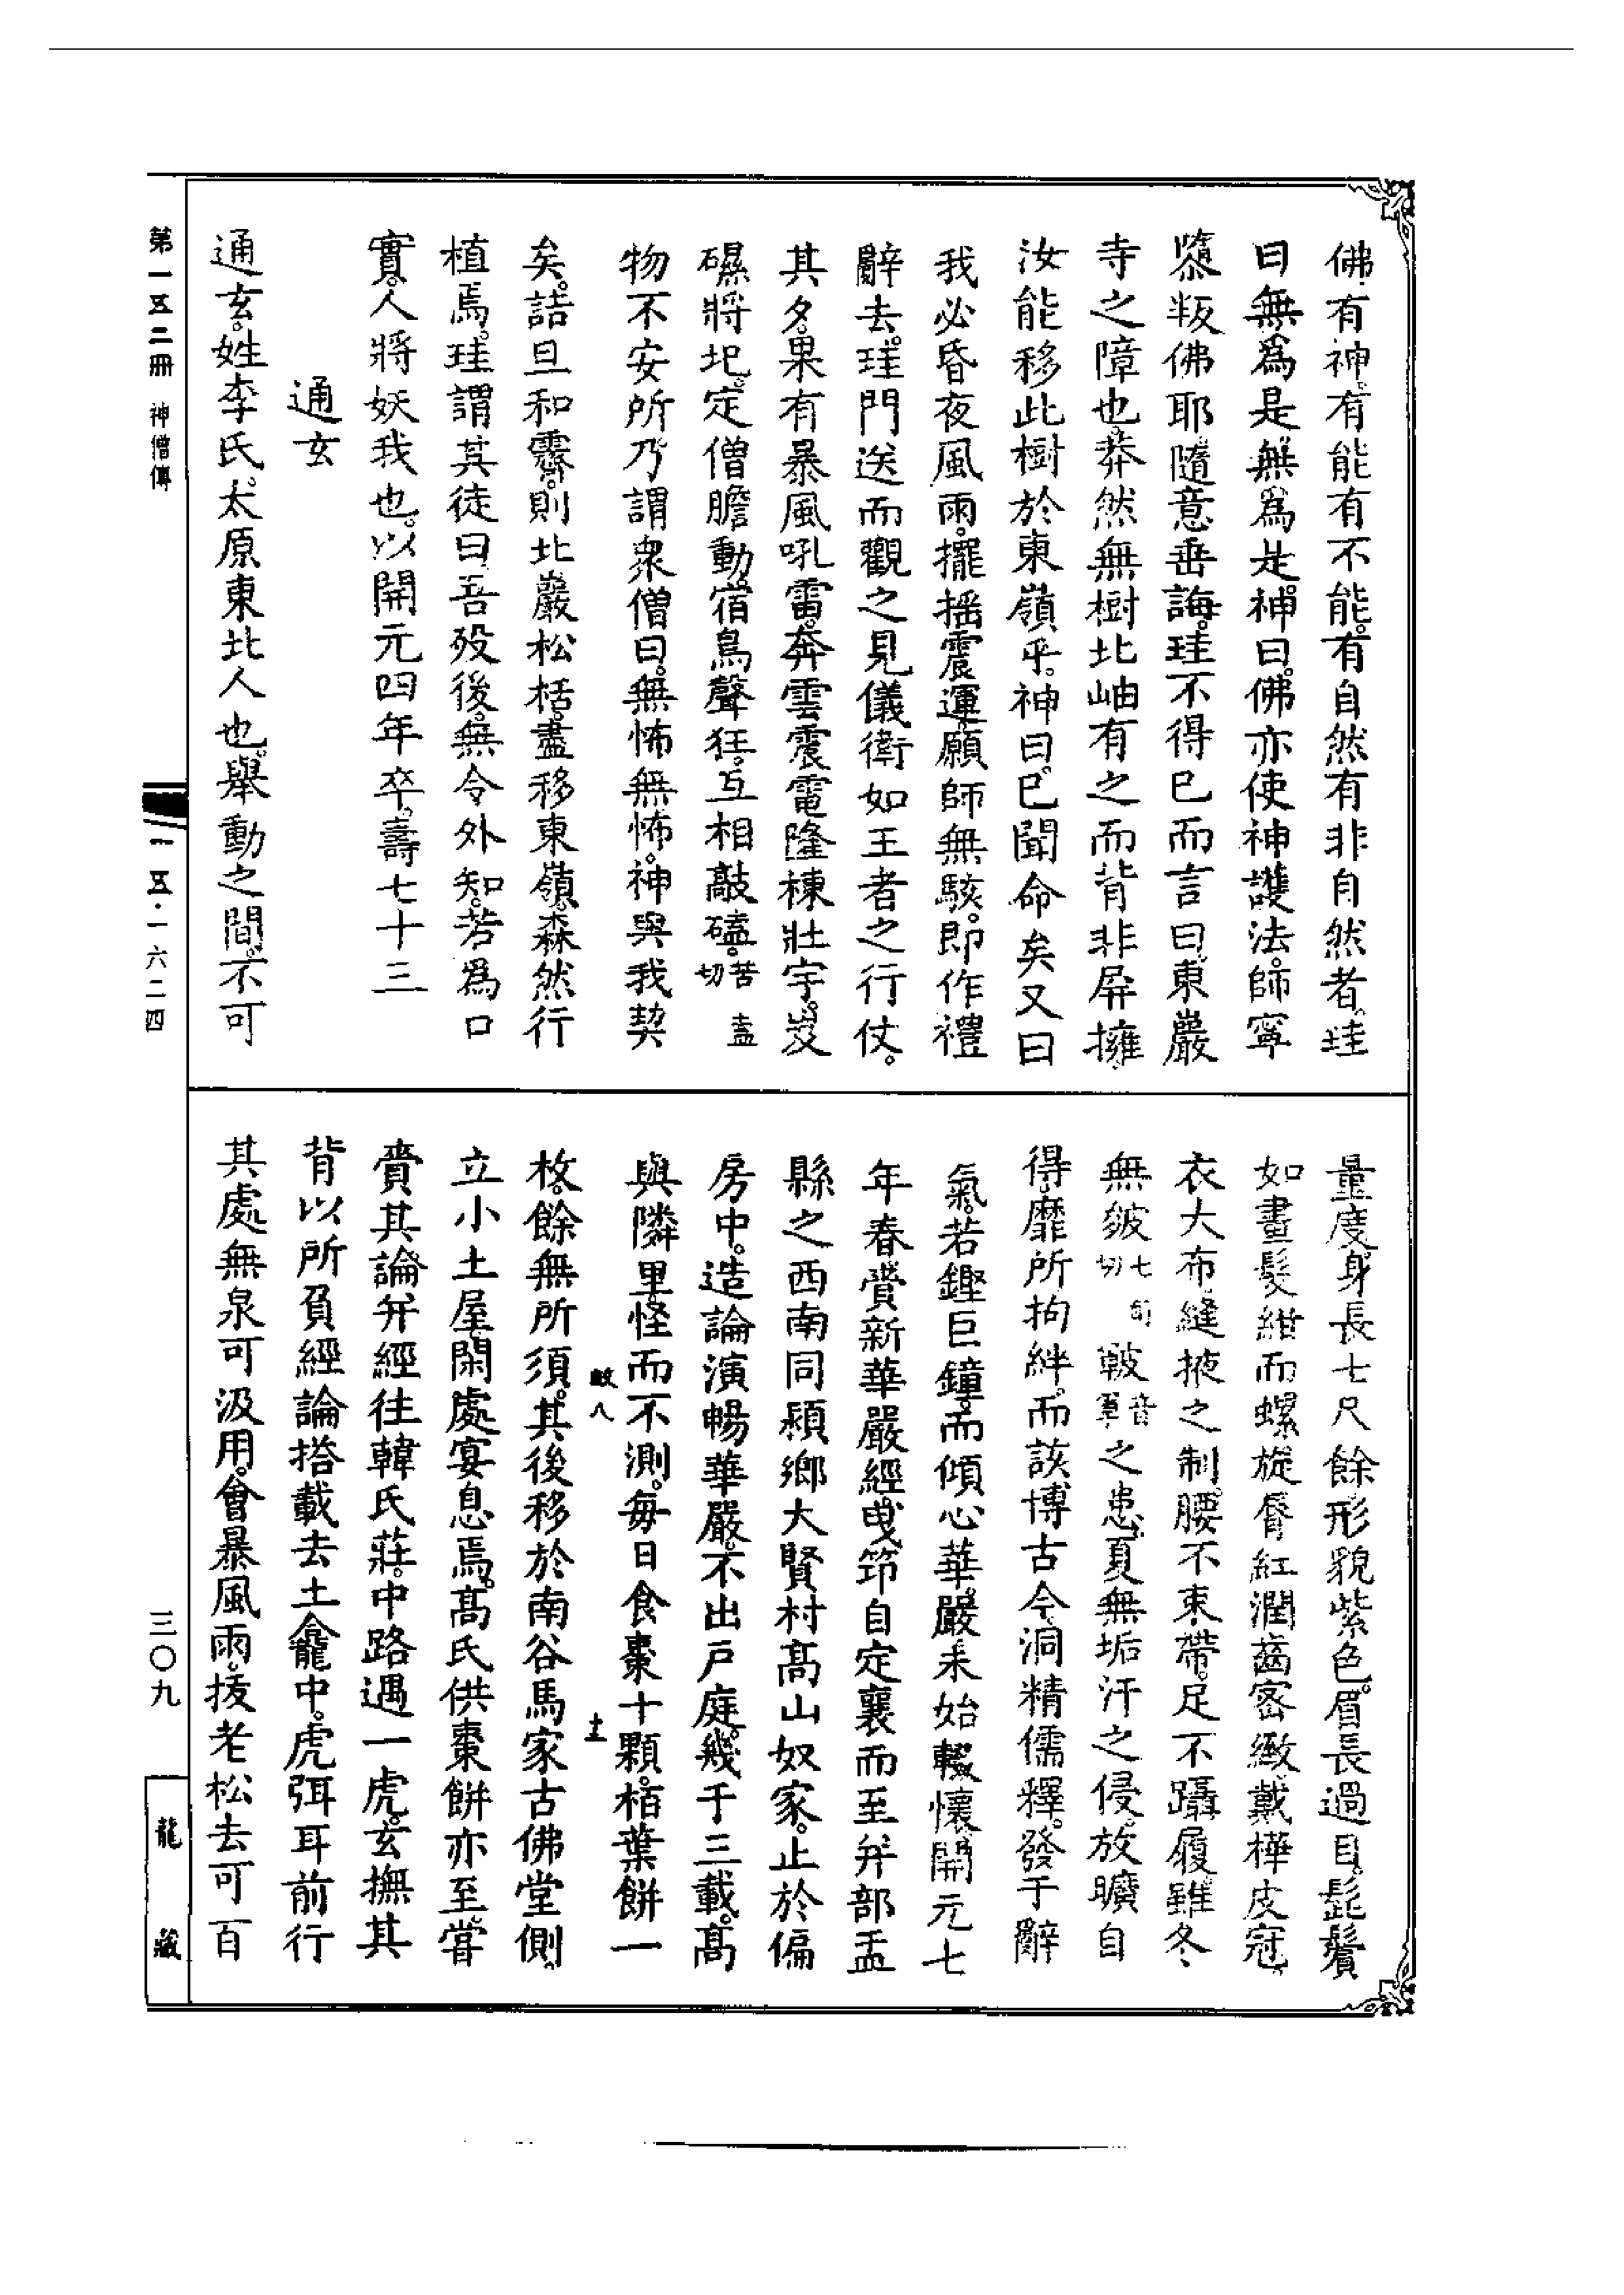 佛有神有能有不能有自然有非自然者珪
曰無爲是無爲是神曰佛亦使神護法師寧
隳叛佛耶隨意垂誨珪不得已而言曰東巖
寺之障也莽然無樹北岫有之而背非屏擁
汝能移此樹於東嶺乎神曰已聞命矣又曰
我必昏夜風雨擺搖震運願師無駭即作禮
辭去珪門送而觀之見儀衛如王者之行仗
其夕果有暴風吼雷奔雲震電隆棟壯宇岌
礘將圮定僧膽動宿鳥聲狂互相敲磕苦盍切
物不安所乃謂衆僧曰無怖無怖神與我契
矣詰旦和霽則北巖松栝盡移東嶺森然行
植焉珪謂其徒曰吾歿後無令外知若爲口
實人將妖我也以開元四年卒壽七十三
通玄
通玄姓李氏太原東北人也舉動之間不可
量度身長七尺餘形貌紫色眉長過目髭鬢
如畫髮紺而螺旋脣紅潤齒密緻戴樺皮冠
衣大布縫掖之制腰不束帶足不躡履雖冬
無皴七句切皸音軍之患夏無垢汗之侵放曠自
得靡所拘絆而該博古今洞精儒釋發于辭
氣若鏗巨鐘而傾心華嚴未始輟懷開元七
年春賷新華嚴經曳笻自定襄而至并部盂
縣之西南同潁鄉大賢村高山奴家止於偏
房中造論演暢華嚴不出戸庭幾于三載高
與隣里怪而不測每日食棗十顆栢葉餅一
枚餘無所須其後移於南谷馬家古佛堂側
立小土屋閑處宴息焉高氏供棗餅亦至嘗
賷其論并經往韓氏莊中路遇一虎玄撫其
背以所負經論搭載去土龕中虎弭耳前行
其處無泉可汲用會暴風雨拔老松去可百
第一五二冊 神僧傳
一一五·一六二四
三〇九
龍藏